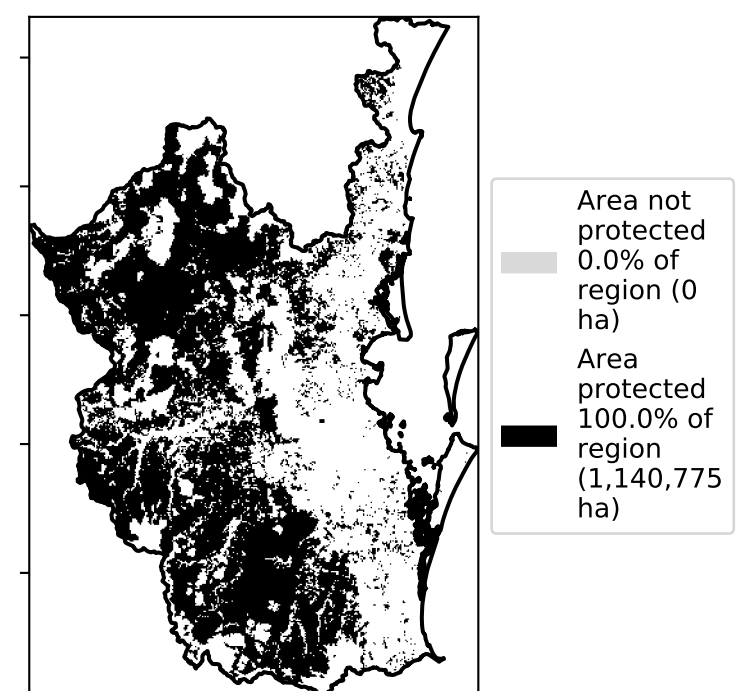 Area not
protected
0.0% of
region (0
ha)
Area
protected
100.0% of
region
(1,140,775
ha)